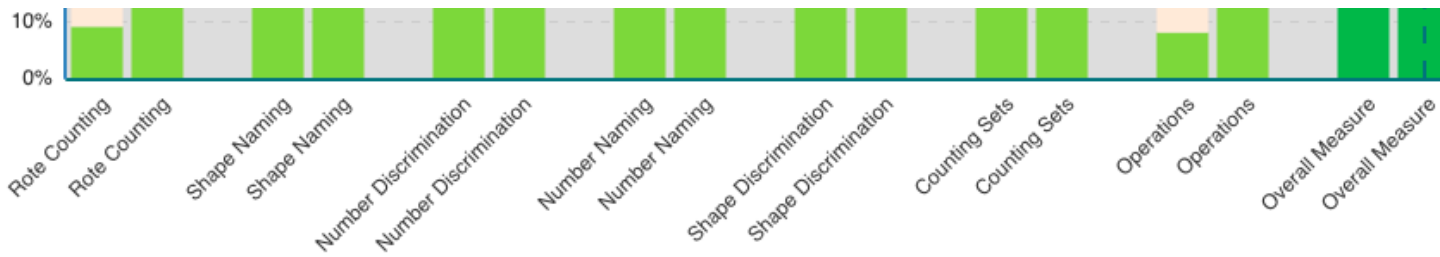 10%
0%
Rote Counting
Rote Counting
Shape Naming
Shape Naming
Number Discrimination
Number Discrimination
Number Naming
Number Naming
Shape Discrimination
Shape Discrimination
Counting Sets
Counting Sets
Operations
Operations
Overall Measure
Overall Measure